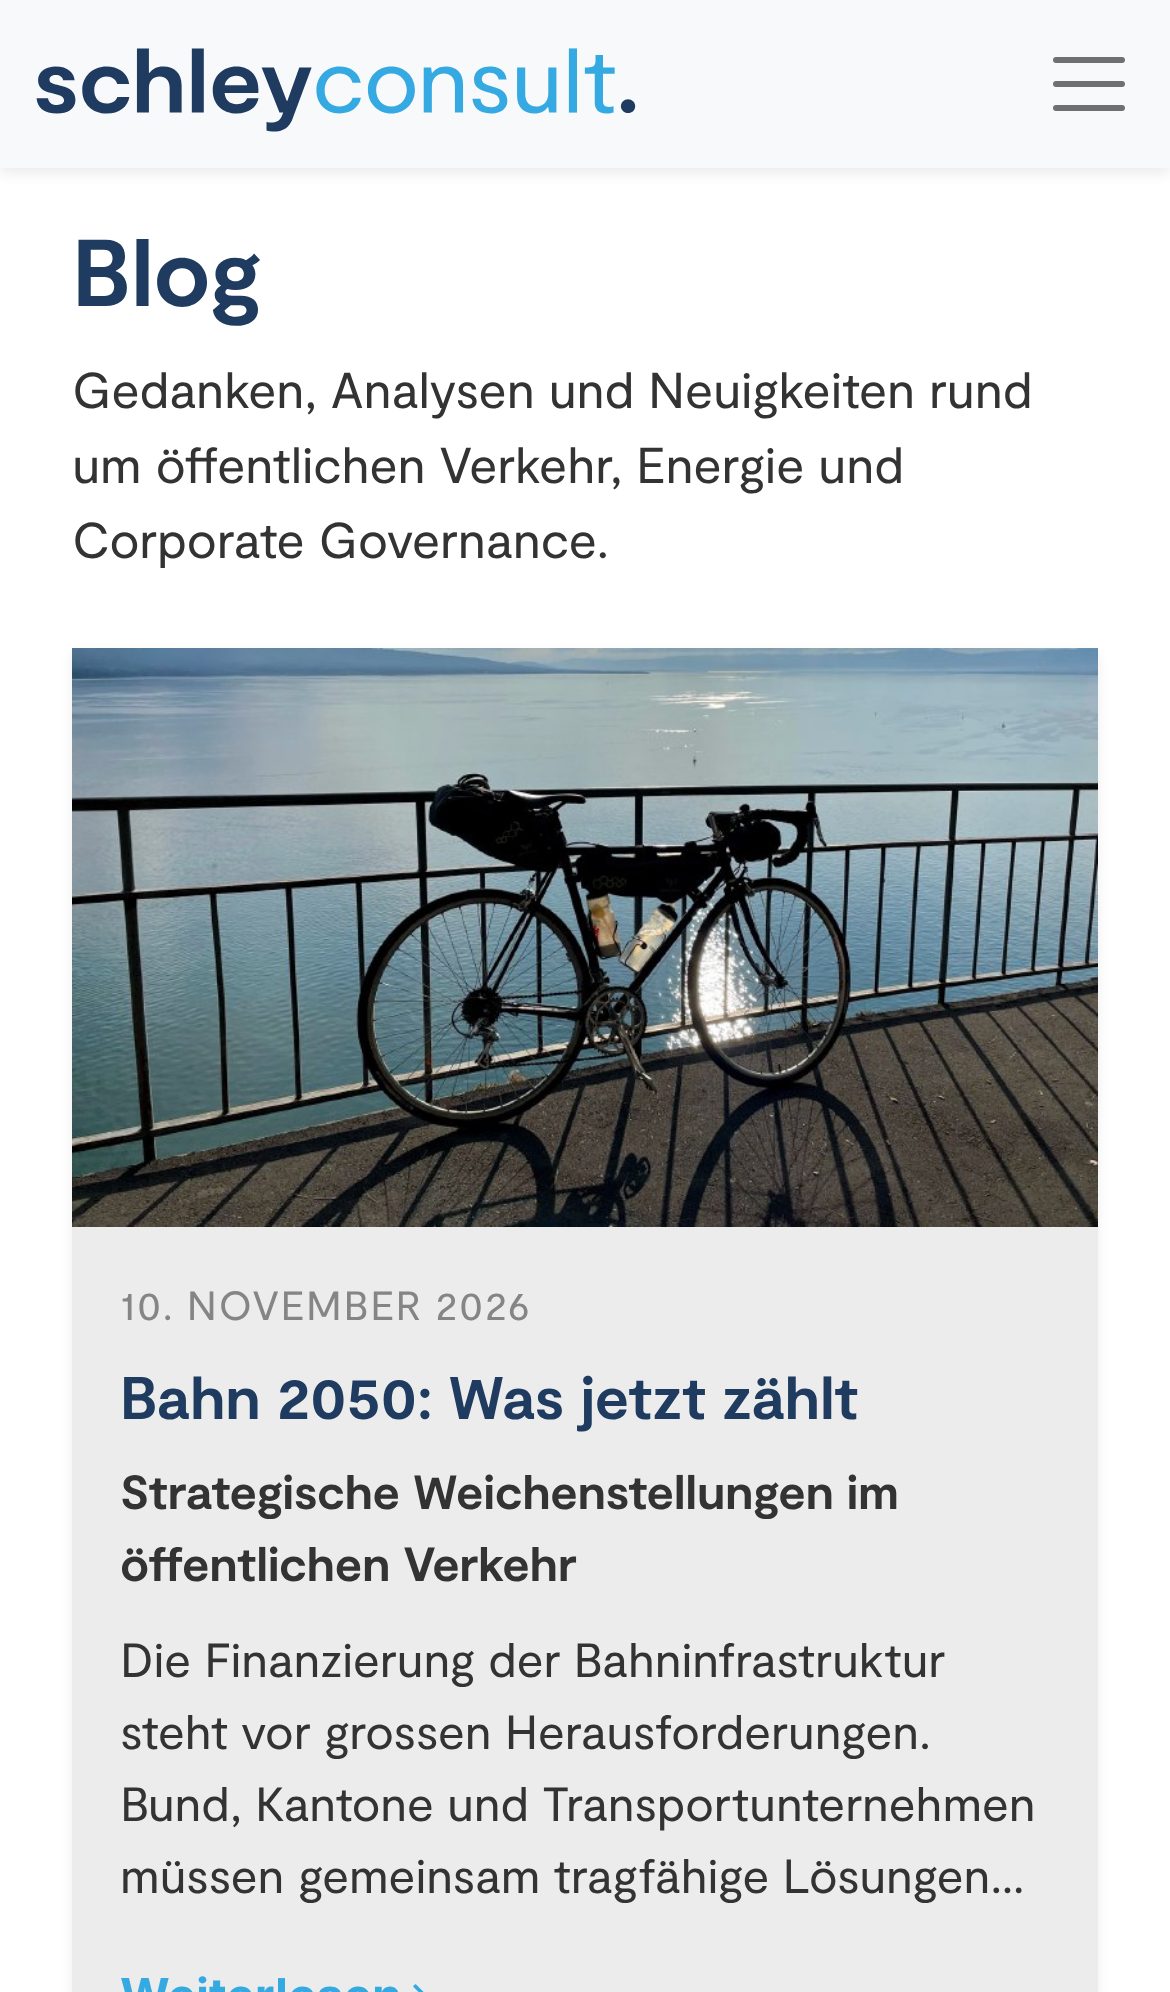 schleyconsult.
Blog
Gedanken, Analysen und Neuigkeiten rund
um öffentlichen Verkehr, Energie und
Corporate Governance.
10. NOVEMBER 2026
Bahn 2050: Was jetzt zählt
Strategische Weichenstellungen im
öffentlichen Verkehr
Die Finanzierung der Bahninfrastruktur
steht vor grossen Herausforderungen.
Bund, Kantone und Transportunternehmen
müssen gemeinsam tragfähige Lösungen...
Weiterlesen ›